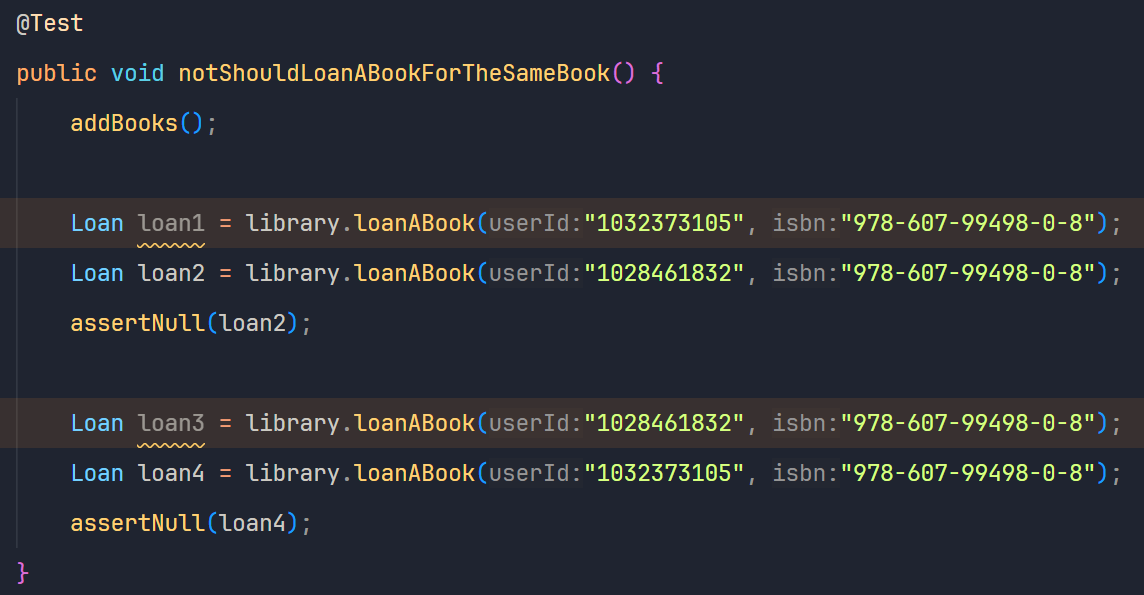 @Test
public void notShouldLoanABookForTheSameBook() {
addBooks();
Loan loan1 = library.loanABook(userId:"1032373105", isbn:"978-607-99498-0-8");
Loan loan2 = library.loanABook(userId:"1028461832", isbn:"978-607-99498-0-8");
assertNull(loan2);
Loan loan3 = library.loanABook(userId:"1028461832", isbn:"978-607-99498-0-8");
Loan loan4 = library.loanABook(userId:"1032373105", isbn:"978-607-99498-0-8");
assertNull(loan4);
}